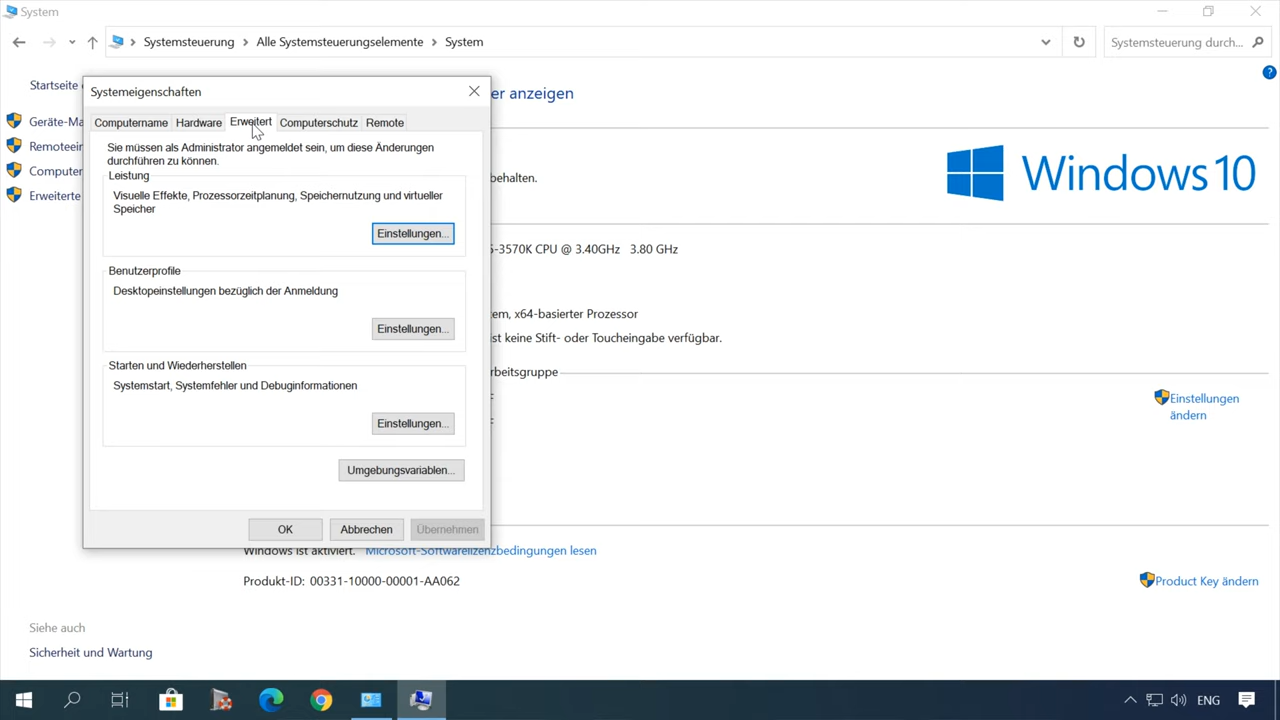 System
Systemsteuerung > Alle Systemsteuerungselemente > System
Systemsteuerung durch...
Startseite
er anzeigen
Systemeigenschaften
Computername Hardware Erweitert Computerschutz Remote
Geräte-Ma
Remoteein
Computer
Erweiterte
Sie müssen als Administrator angemeldet sein, um diese Änderungen
durchführen zu können.
Leistung
Visuelle Effekte, Prozessorzeitplanung, Speichernutzung und virtueller
Speicher
Einstellungen...
Benutzerprofile
Desktopeinstellungen bezüglich der Anmeldung
Einstellungen...
Starten und Wiederherstellen
Systemstart, Systemfehler und Debuginformationen
Einstellungen...
Umgebungsvariablen...
OK Abbrechen Übernehmen
behalten.
Windows 10
5-3570K CPU @ 3.40GHz 3.80 GHz
em, x64-basierter Prozessor
ist keine Stift- oder Toucheingabe verfügbar.
rbeitsgruppe
Einstellungen
ändern
Windows ist aktiviert. Microsoft-Softwarelizenzbedingungen lesen
Produkt-ID: 00331-10000-00001-AA062
Product Key ändern
Siehe auch
Sicherheit und Wartung
ENG